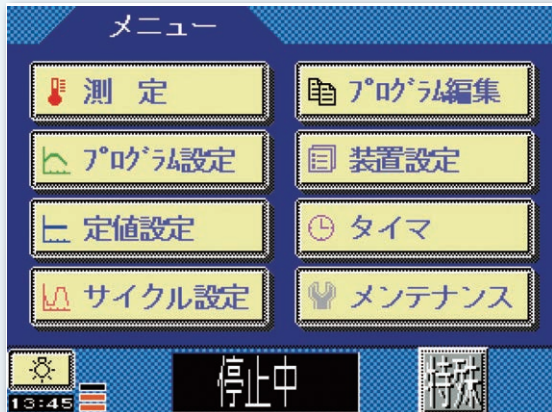 メニュー
測 定
プログラム編集
プログラム設定
装置設定
定値設定
タイマ
サイクル設定
メンテナンス
停止中
特殊
13:45